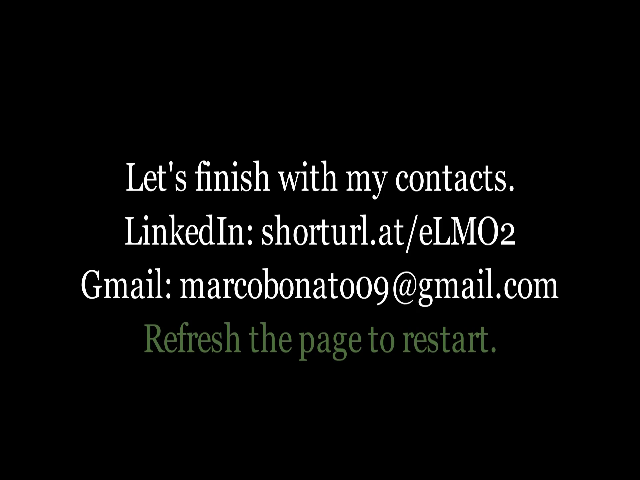 Let's finish with my contacts.
LinkedIn: shorturl.at/eLMO2
Gmail: marcobonato09@gmail.com
Refresh the page to restart.